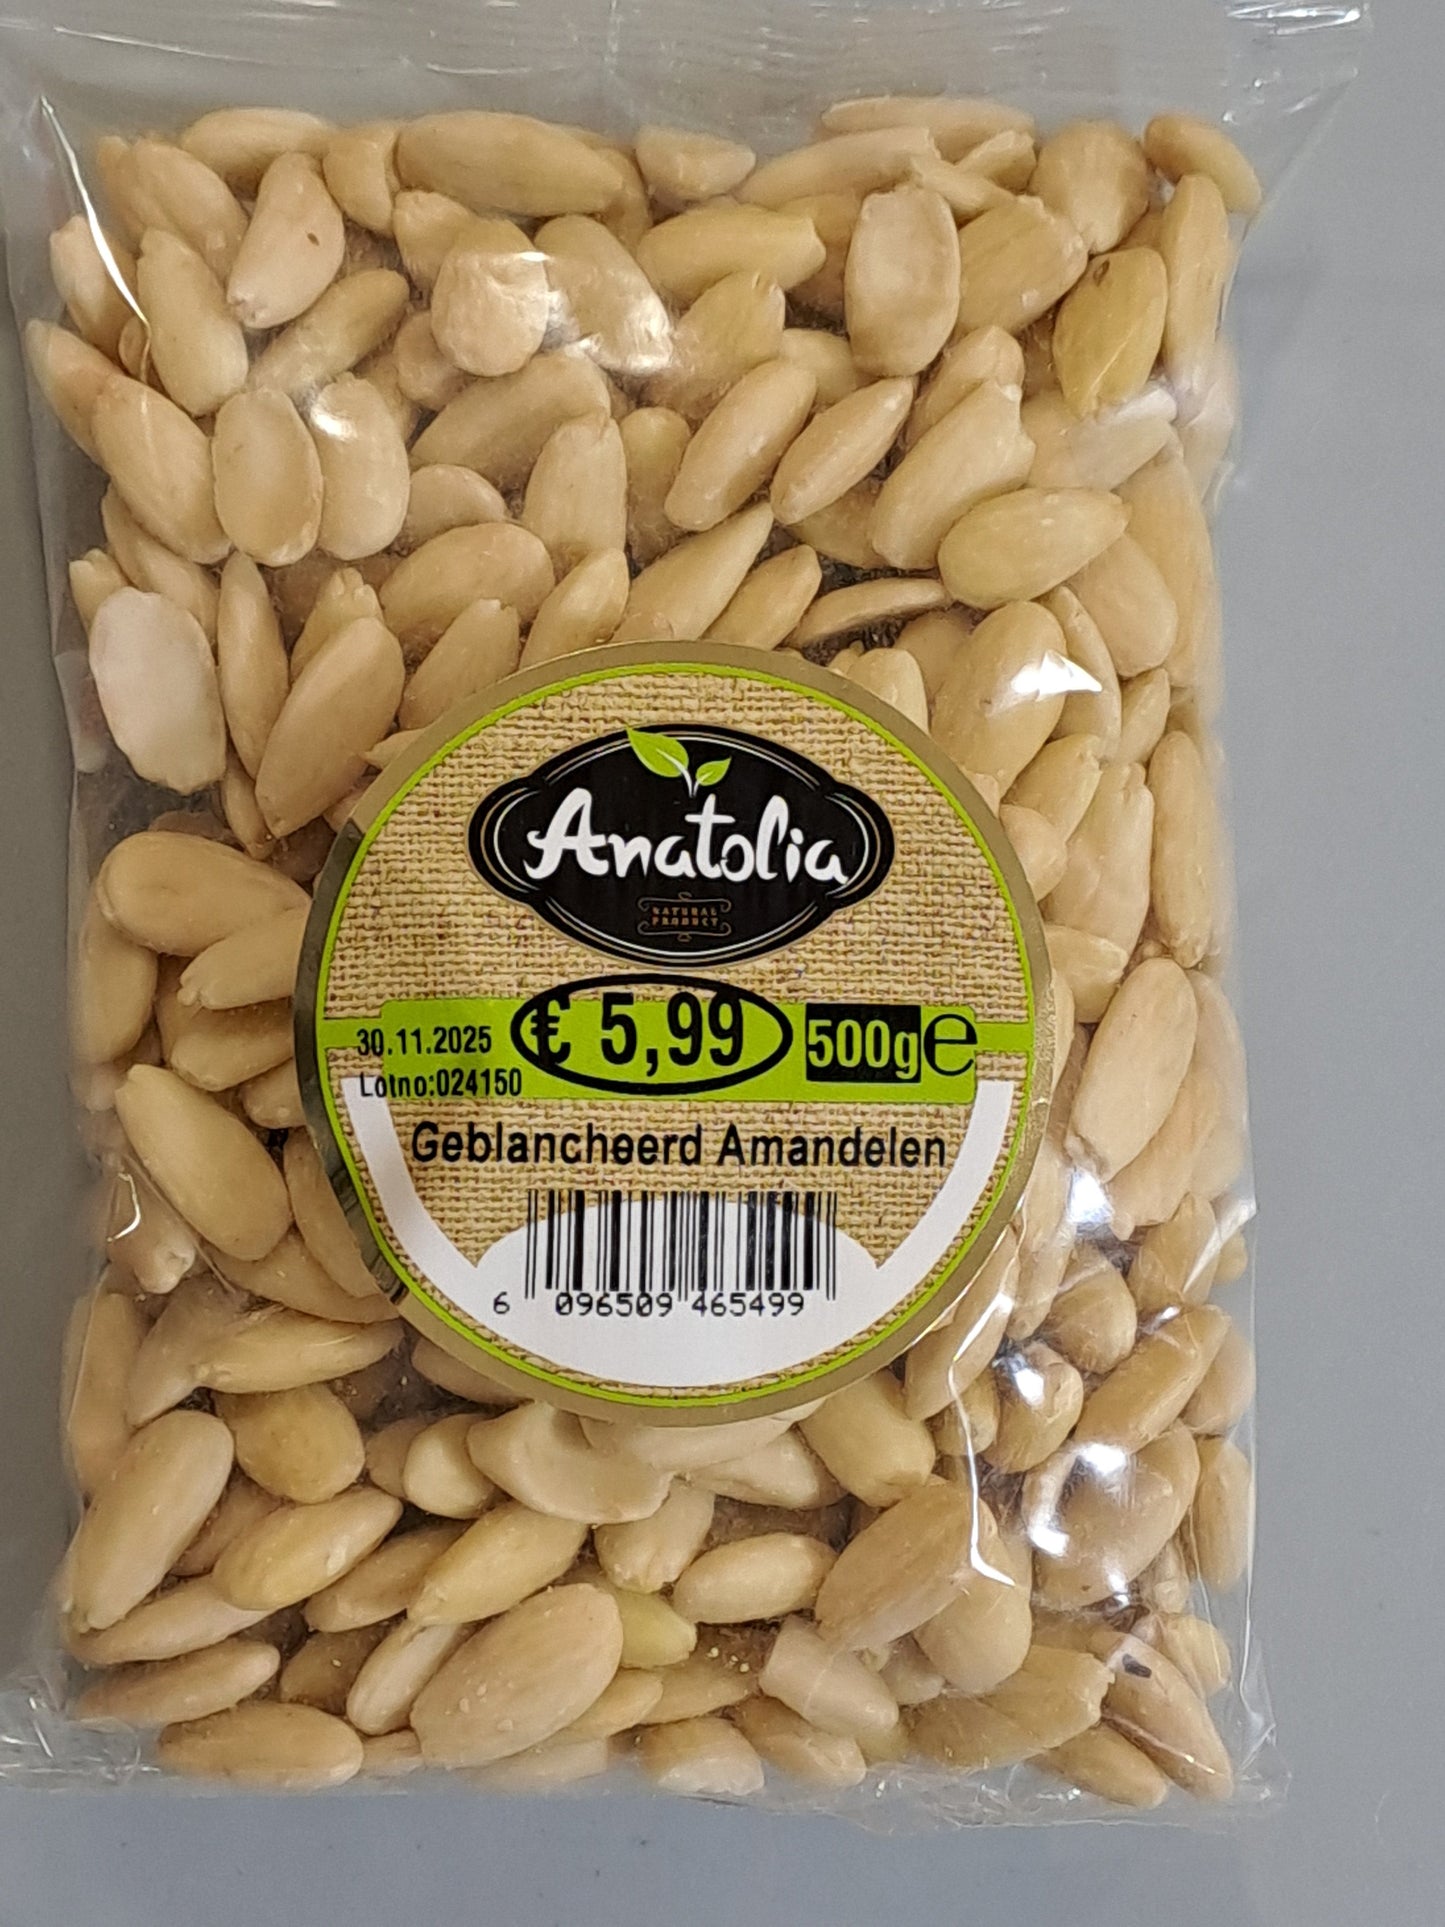 Anatolia
NATURAL
PRODUCT
30.11.2025 € 5,99 500g e
Lotno:024150
Geblancheerd Amandelen
6 096509 465499